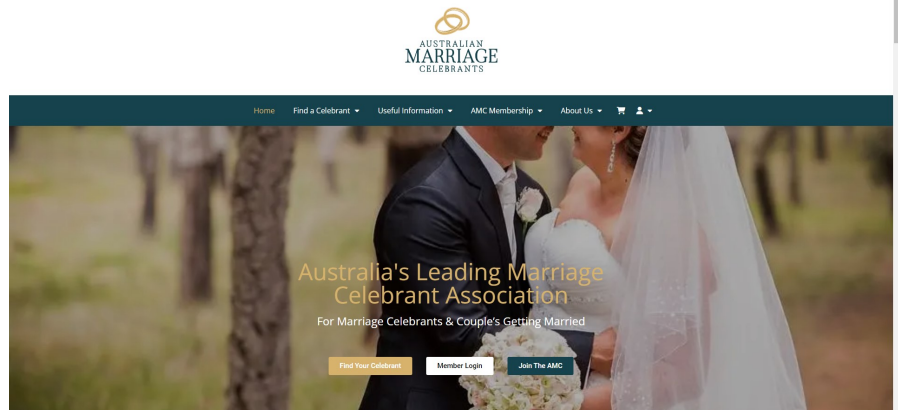 AUSTRALIAN
MARRIAGE
CELEBRANTS
Home Find a Celebrant Useful Information AMC Membership About Us
Australia's Leading Marriage
Celebrant Association
For Marriage Celebrants & Couple's Getting Married
Find Your Celebrant Member Login Join The AMC